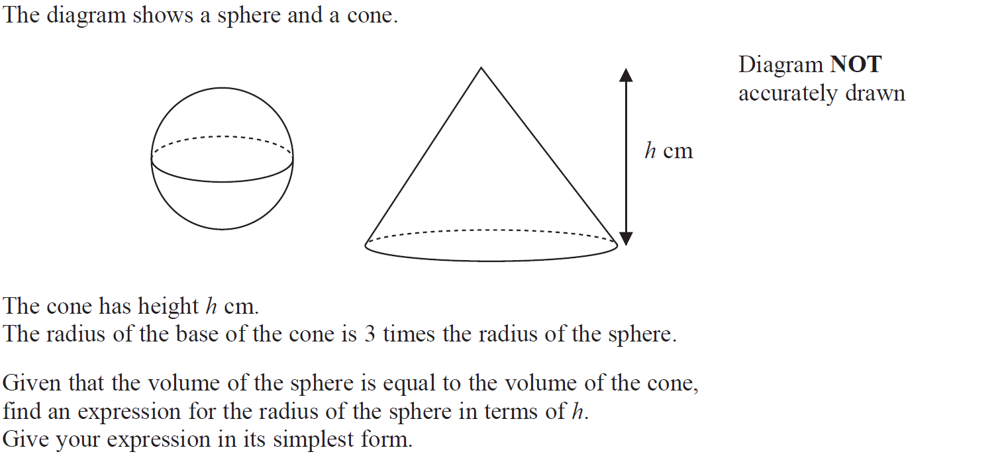 The diagram shows a sphere and a cone.
Diagram NOT
accurately drawn
h cm
The cone has height h cm.
The radius of the base of the cone is 3 times the radius of the sphere.
Given that the volume of the sphere is equal to the volume of the cone,
find an expression for the radius of the sphere in terms of h.
Give your expression in its simplest form.